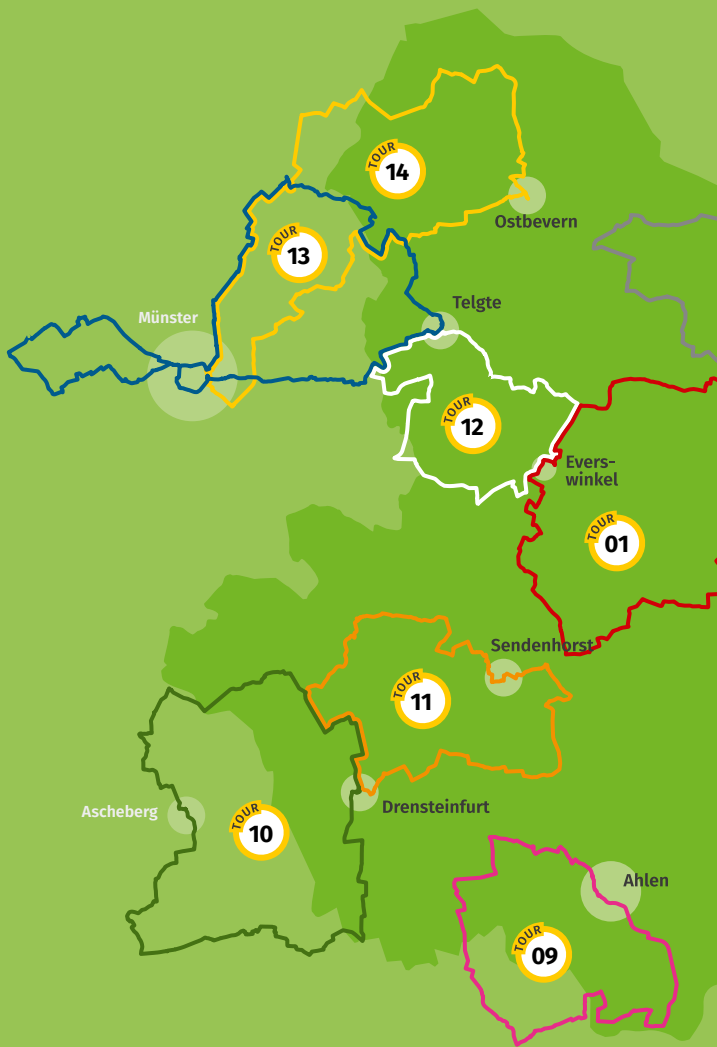 TOUR
14
Ostbevern
TOUR
13
Telgte
Münster
TOUR
12
Evers-
winkel
TOUR
01
Sendenhorst
TOUR
11
Drensteinfurt
Ascheberg
TOUR
10
Ahlen
TOUR
09